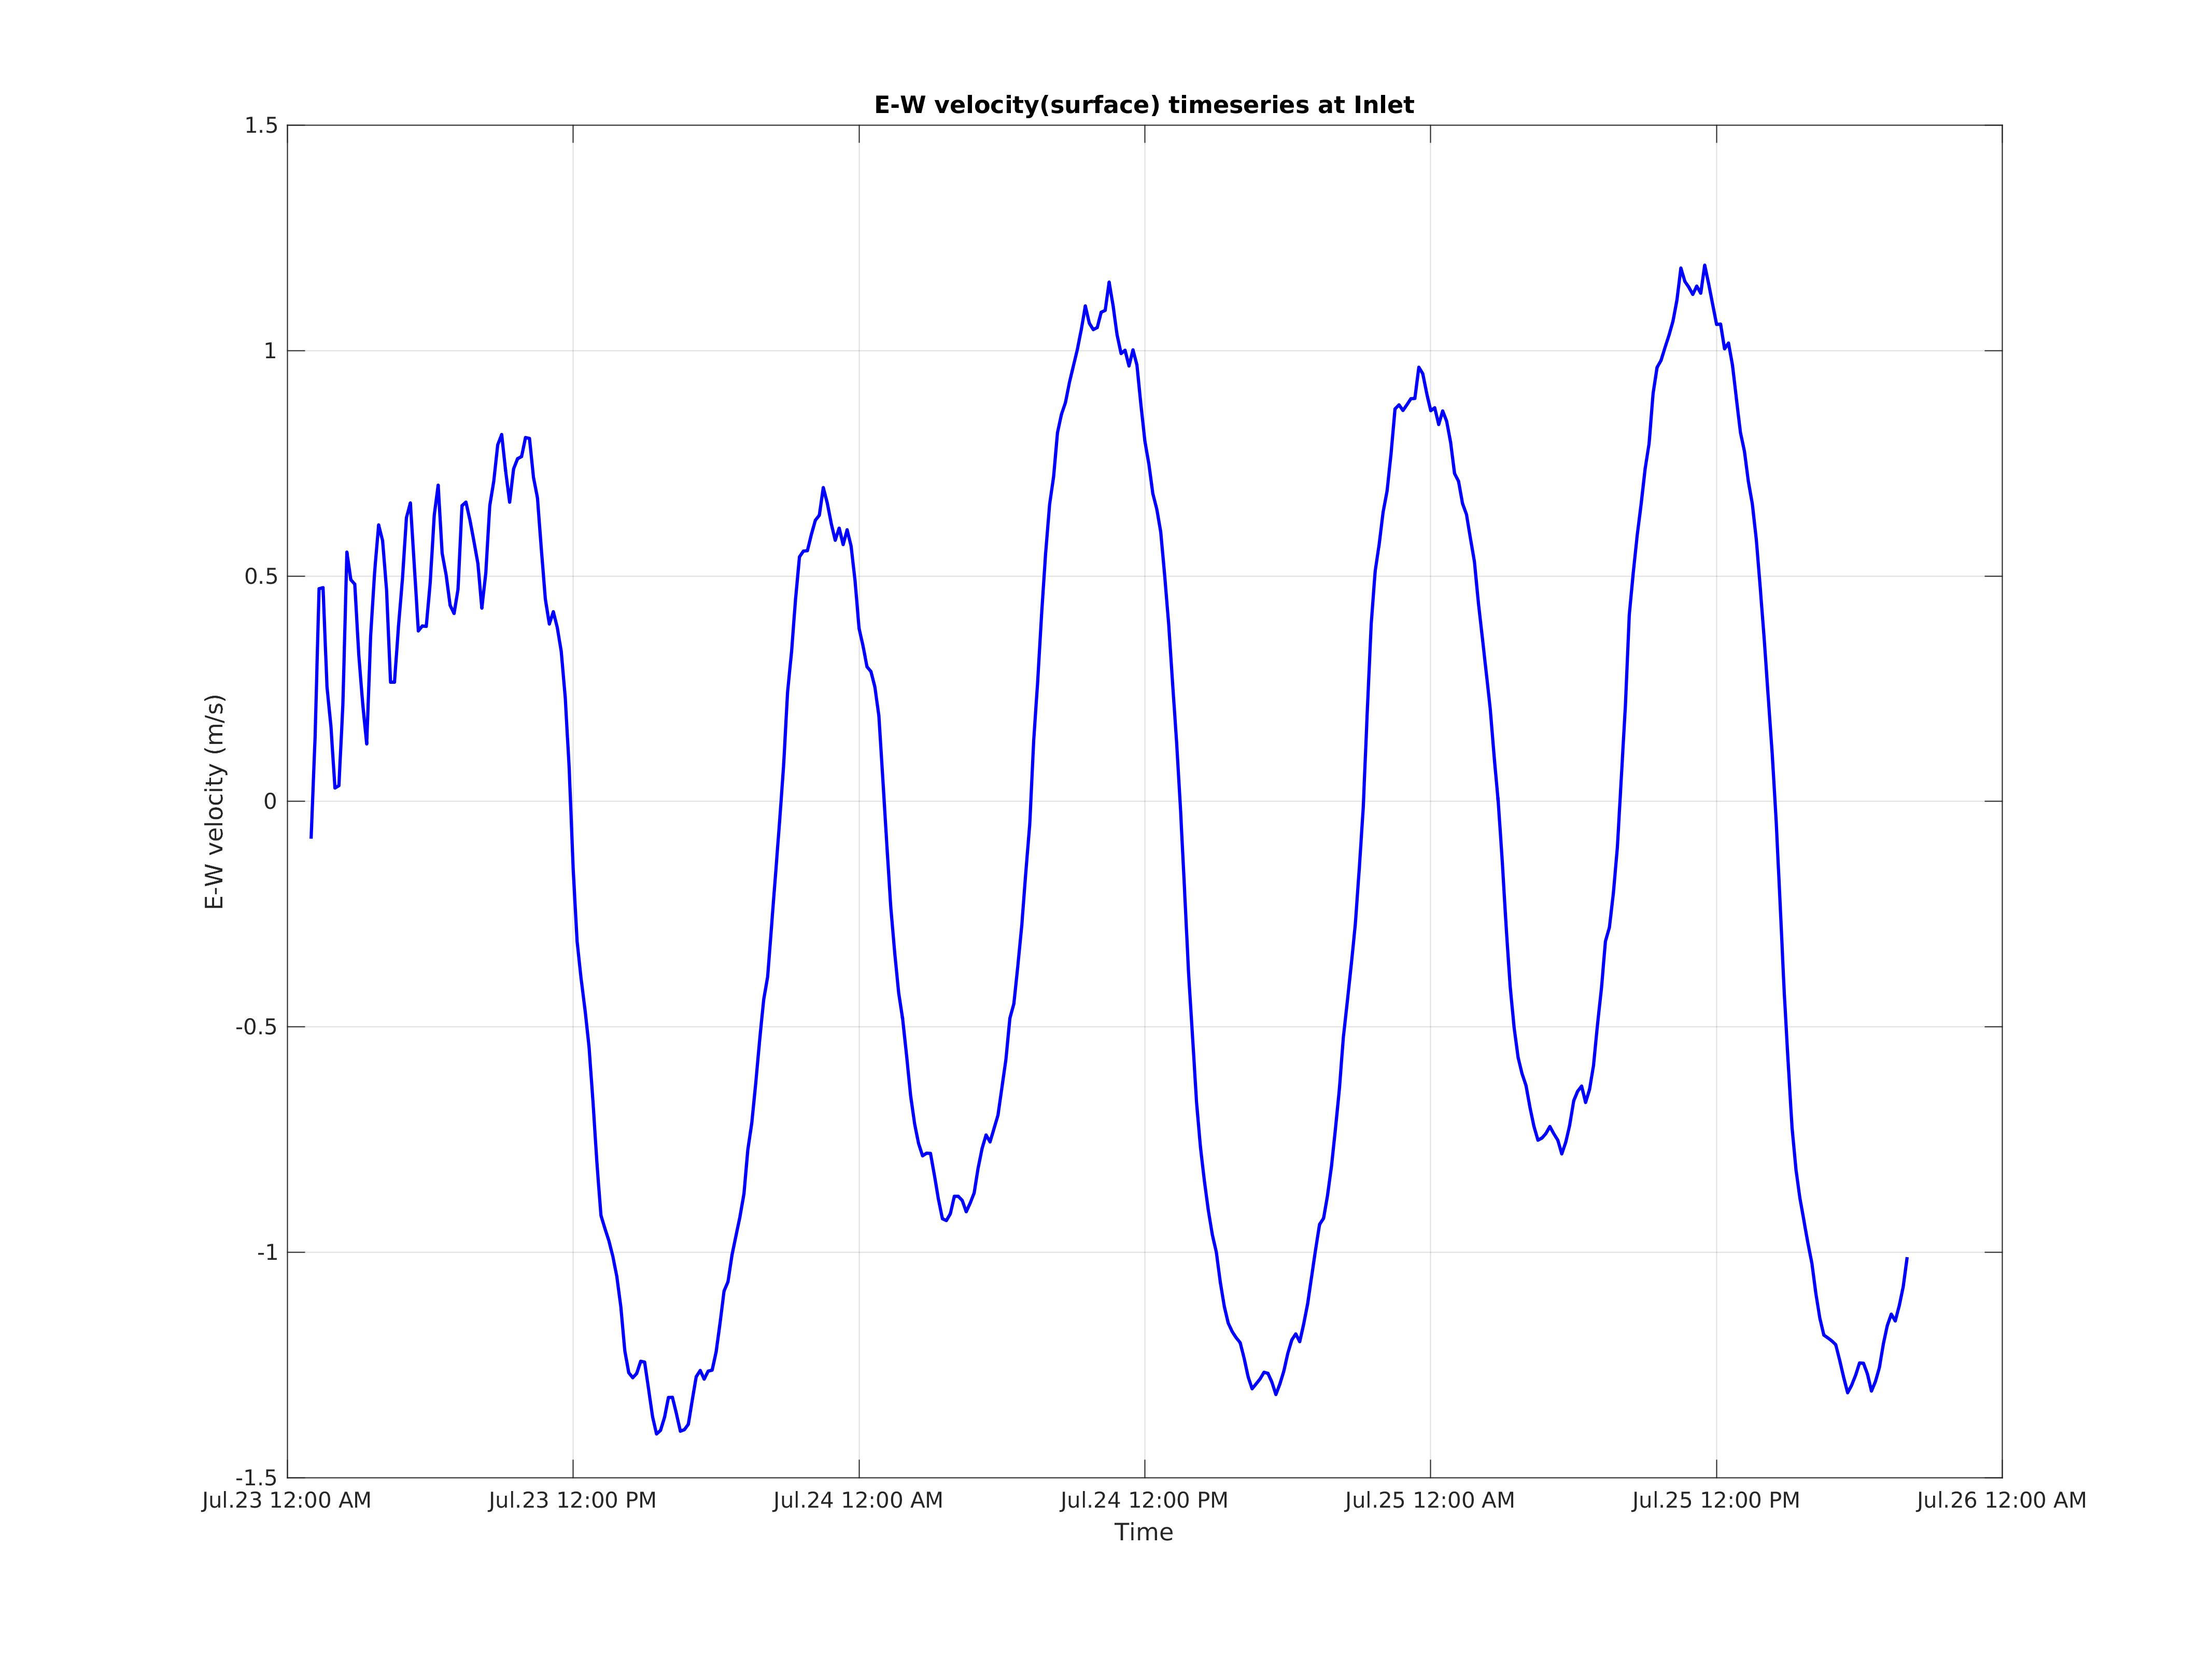 E-W velocity(surface) timeseries at Inlet
1.5
1
0.5
0
-0.5
-1
-1.5
E-W velocity (m/s)
Jul.23 12:00 AM
Jul.23 12:00 PM
Jul.24 12:00 AM
Jul.24 12:00 PM
Jul.25 12:00 AM
Jul.25 12:00 PM
Jul.26 12:00 AM
Time